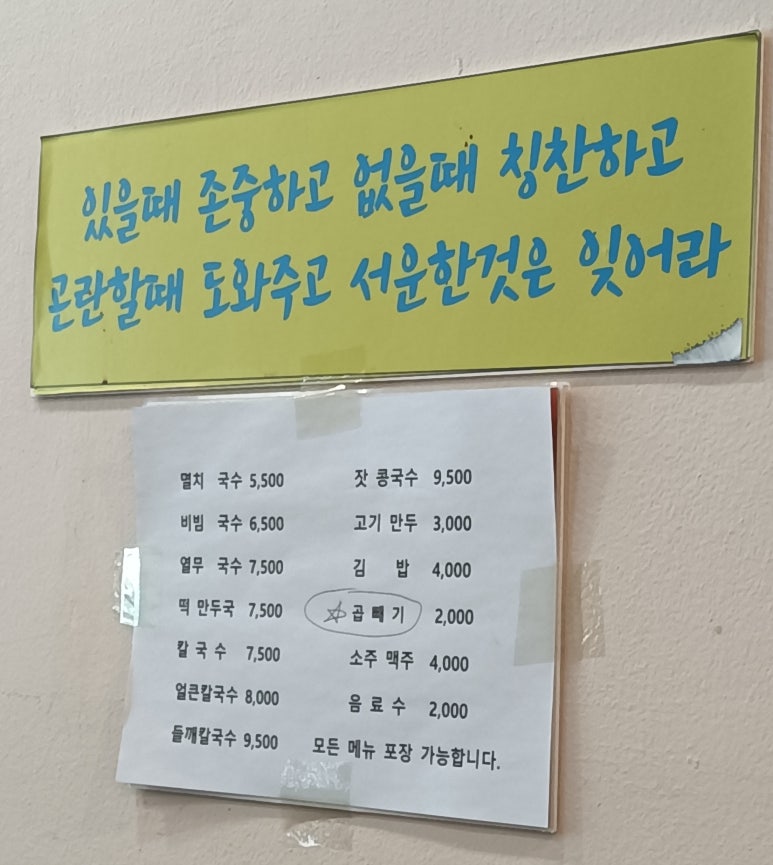 있을때 존중하고 없을때 칭찬하고
곤란할때 도와주고 서운한것은 잊어라
멸치 국수 5,500
비빔 국수 6,500
열무 국수 7,500
떡 만두국 7,500
칼 국 수 7,500
얼큰칼국수 8,000
들깨칼국수 9,500
잣 콩국수 9,500
고기 만두 3,000
김 밥 4,000
☆ 곱 빼 기 2,000
소주 맥주 4,000
음 료 수 2,000
모든 메뉴 포장 가능합니다.